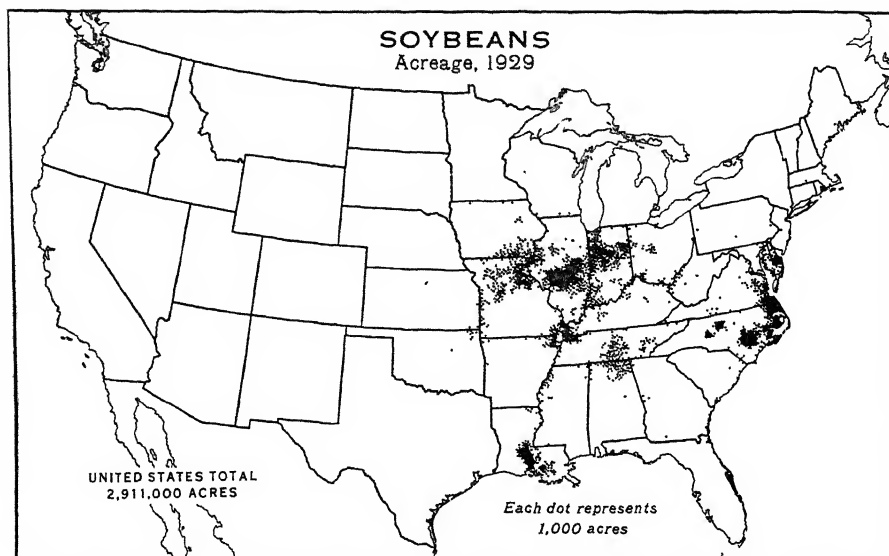 SOYBEANS
Acreage, 1929
UNITED STATES TOTAL
2,911,000 ACRES
Each dot represents
1,000 acres